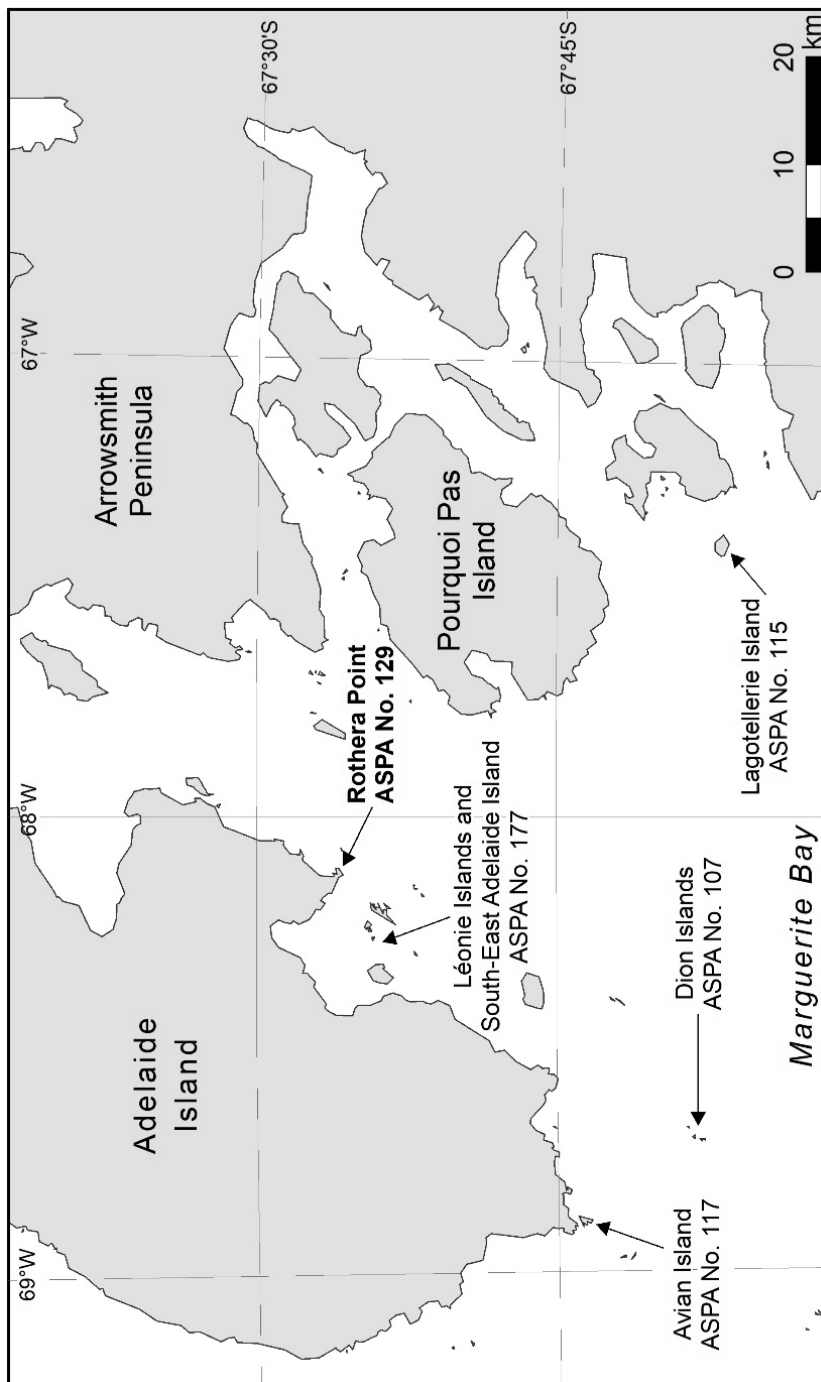 69°W
68°W
67°W
67°30'S
67°45'S
Adelaide
Island
Arrowsmith
Peninsula
Rothera Point
ASPA No. 129
Pourquoi Pas
Island
Léonie Islands and
South-East Adelaide Island
ASPA No. 177
Avian Island
ASPA No. 117
Dion Islands
ASPA No. 107
Lagotellerie Island
ASPA No. 115
Marguerite Bay
0 10 20
km